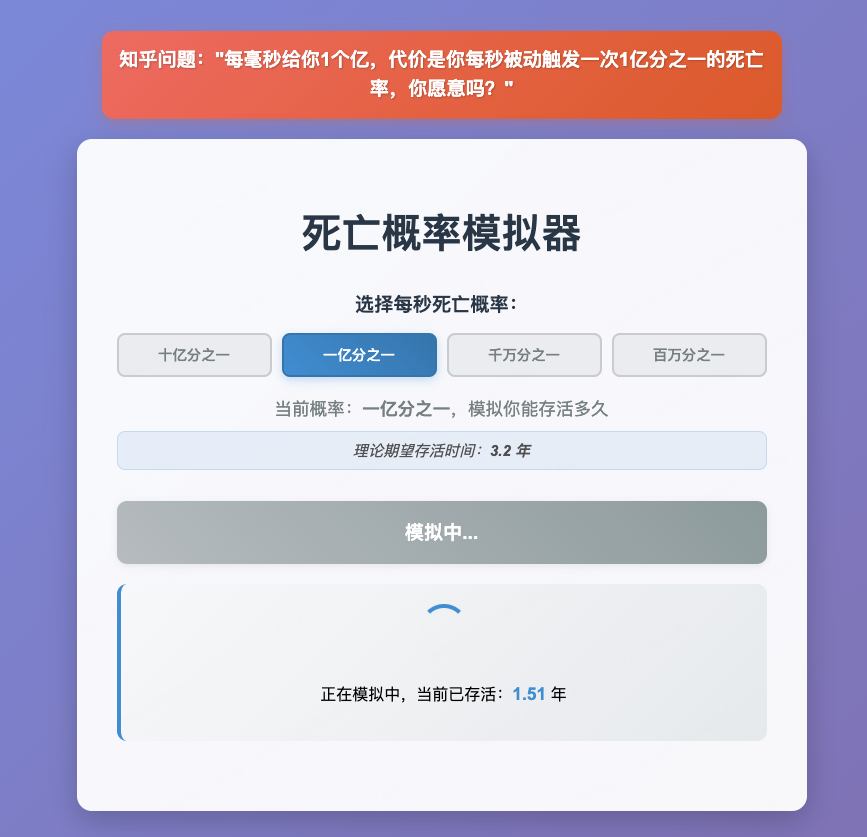 知乎问题："每毫秒给你1个亿，代价是你每秒被动触发一次1亿分之一的死亡
率，你愿意吗？"
死亡概率模拟器
选择每秒死亡概率：
十亿分之一 一亿分之一 千万分之一 百万分之一
当前概率：一亿分之一，模拟你能存活多久
理论期望存活时间：3.2 年
模拟中...
正在模拟中，当前已存活：1.51 年